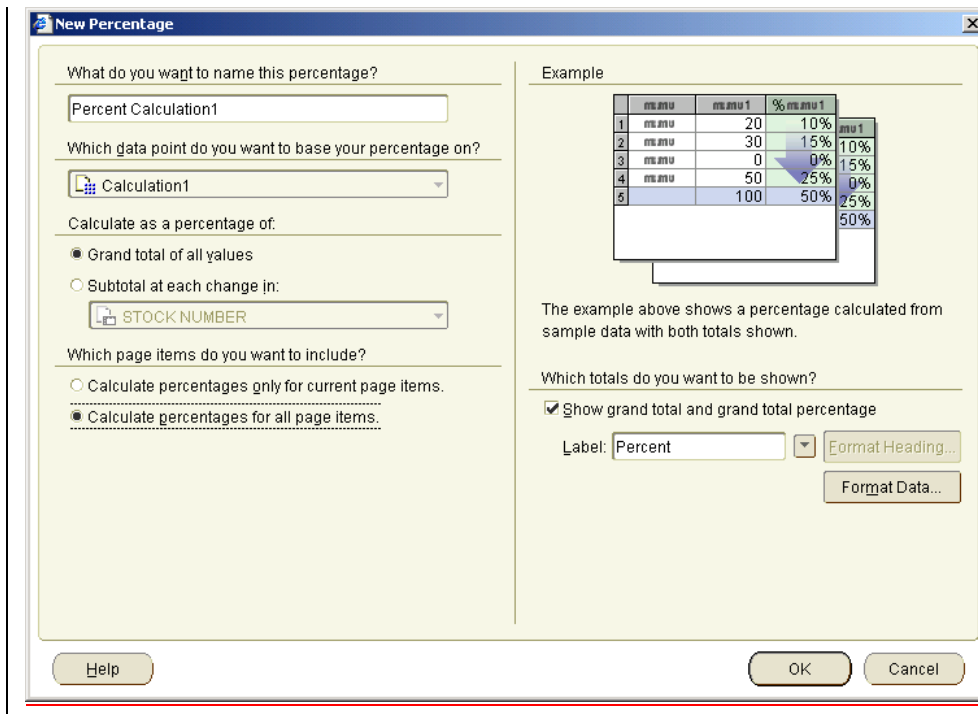 New Percentage
What do you want to name this percentage?
Percent Calculation1
Which data point do you want to base your percentage on?
Calculation1
Calculate as a percentage of:
Grand total of all values
Subtotal at each change in:
STOCK NUMBER
Which page items do you want to include?
Calculate percentages only for current page items.
Calculate percentages for all page items.
Example
1 20 10%
2 30 15%
3 0 0%
4 50 25%
5 100 50%
10%
15%
0%
25%
50%
The example above shows a percentage calculated from
sample data with both totals shown.
Which totals do you want to be shown?
Show grand total and grand total percentage
Label: Percent Format Heading...
Format Data...
Help OK Cancel